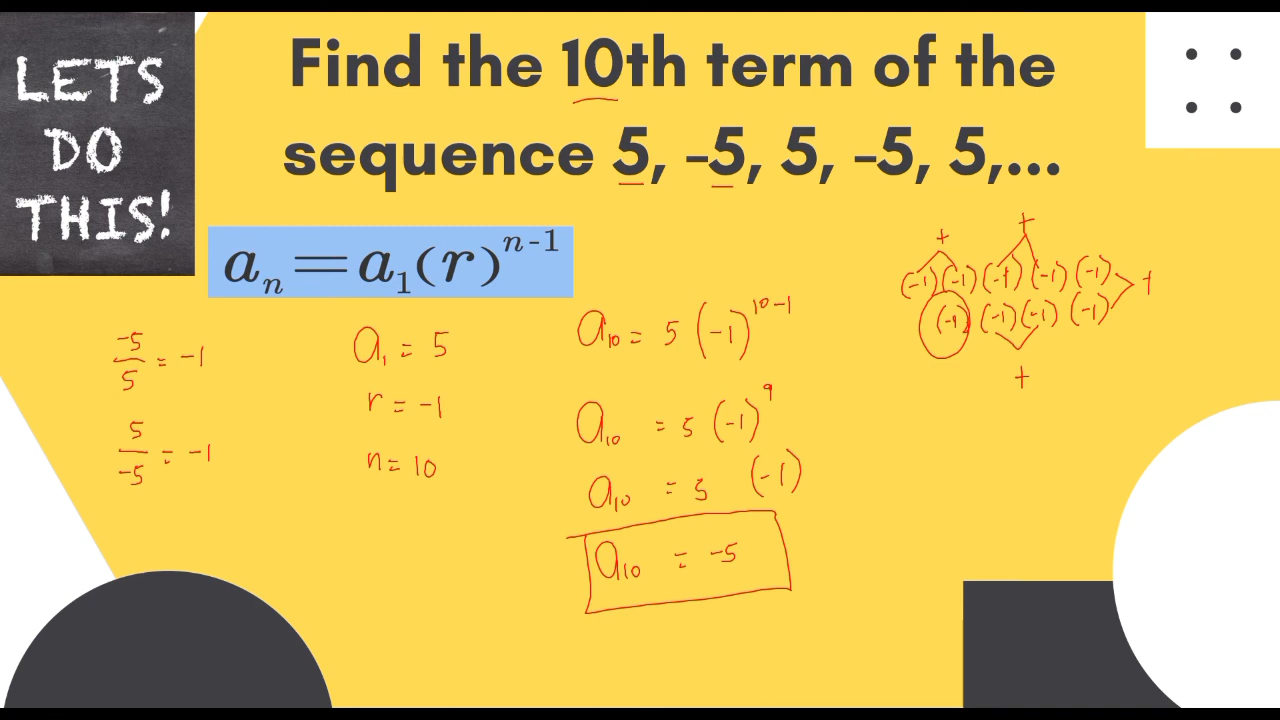 LETS
DO
THIS!
Find the 10th term of the
sequence 5, -5, 5, -5, 5,...
aₙ=a₁(r)ⁿ⁻¹
-5/5 = -1
5/-5 = -1
a₁ = 5
r = -1
n = 10
a₁₀ = 5 (-1)¹⁰⁻¹
a₁₀ = 5 (-1)⁹
a₁₀ = 5 (-1)
a₁₀ = -5
+ +
(-1) (-1) (-1) (-1) (-1) +
(-1) (-1) (-1) (-1)
+